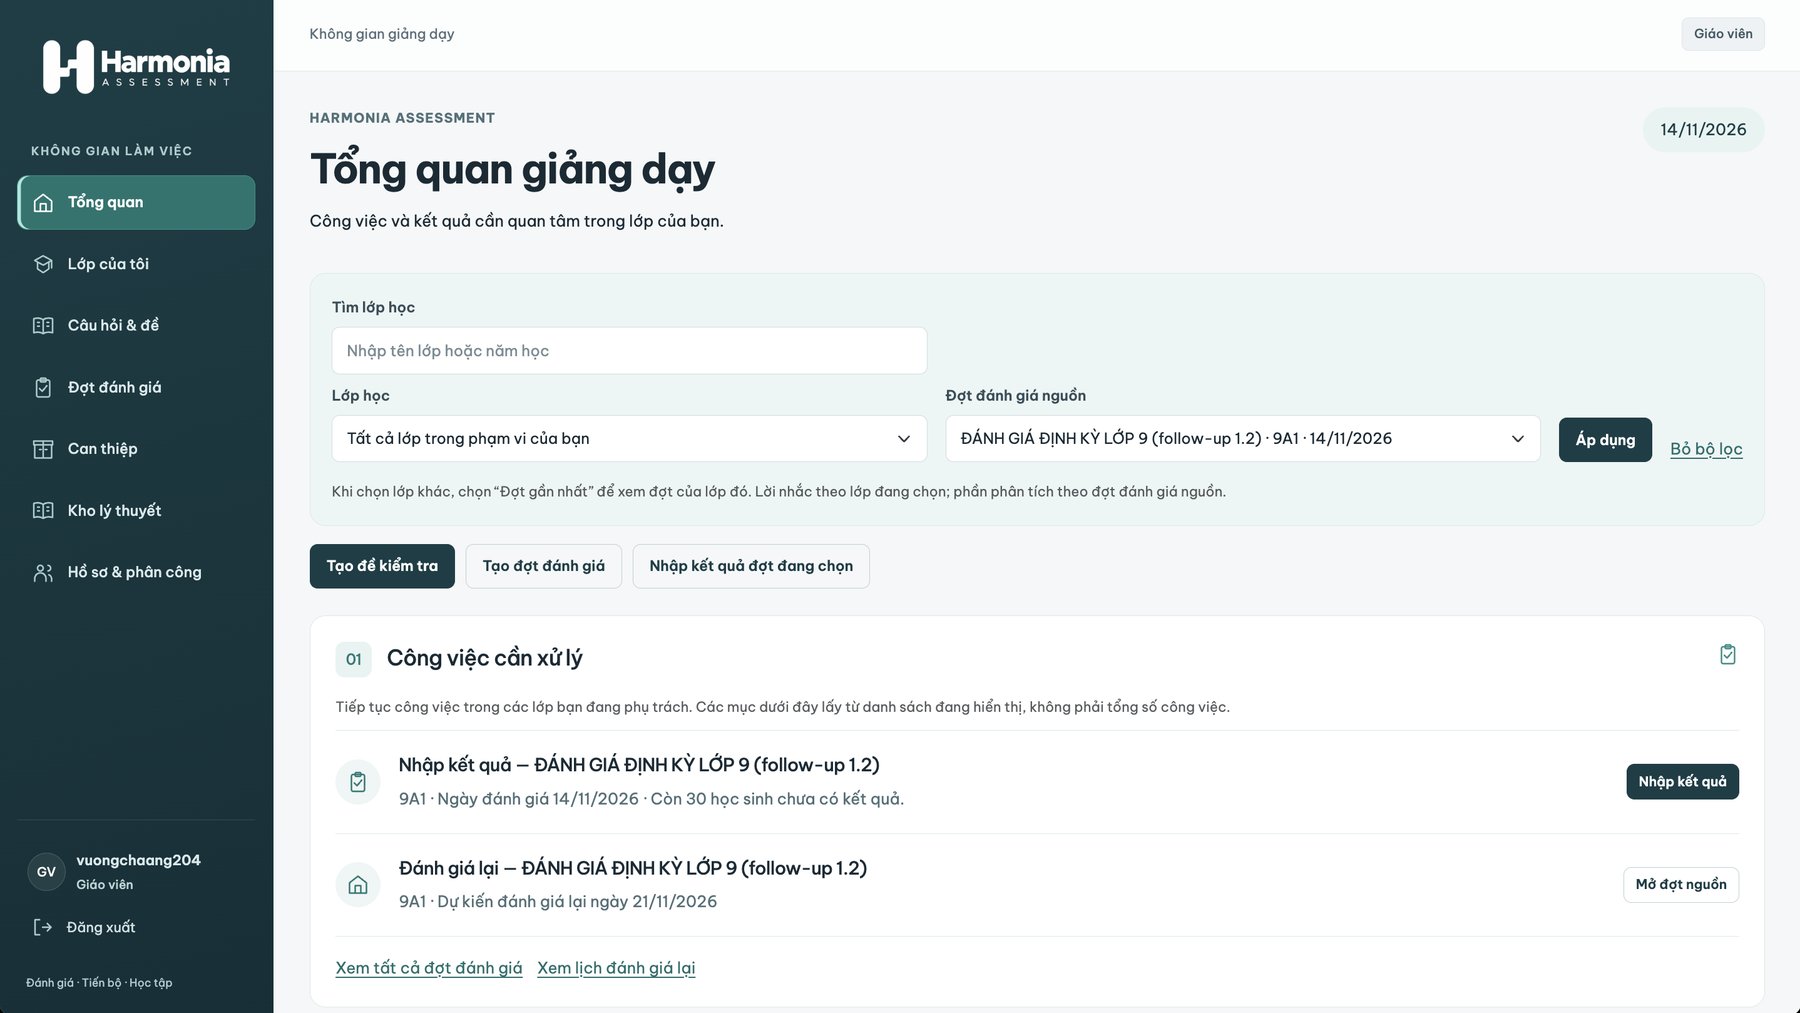 Harmonia
ASSESSMENT
KHÔNG GIAN LÀM VIỆC
Tổng quan
Lớp của tôi
Câu hỏi & đề
Đợt đánh giá
Can thiệp
Kho lý thuyết
Hồ sơ & phân công
GV
vuongchaang204
Giáo viên
Đăng xuất
Đánh giá · Tiến bộ · Học tập
Không gian giảng dạy
Giáo viên
HARMONIA ASSESSMENT
14/11/2026
Tổng quan giảng dạy
Công việc và kết quả cần quan tâm trong lớp của bạn.
Tìm lớp học
Nhập tên lớp hoặc năm học
Lớp học
Tất cả lớp trong phạm vi của bạn
Đợt đánh giá nguồn
ĐÁNH GIÁ ĐỊNH KỲ LỚP 9 (follow-up 1.2) · 9A1 · 14/11/2026
Áp dụng
Bỏ bộ lọc
Khi chọn lớp khác, chọn “Đợt gần nhất” để xem đợt của lớp đó. Lời nhắc theo lớp đang chọn; phần phân tích theo đợt đánh giá nguồn.
Tạo đề kiểm tra
Tạo đợt đánh giá
Nhập kết quả đợt đang chọn
01
Công việc cần xử lý
Tiếp tục công việc trong các lớp bạn đang phụ trách. Các mục dưới đây lấy từ danh sách đang hiển thị, không phải tổng số công việc.
Nhập kết quả — ĐÁNH GIÁ ĐỊNH KỲ LỚP 9 (follow-up 1.2)
9A1 · Ngày đánh giá 14/11/2026 · Còn 30 học sinh chưa có kết quả.
Nhập kết quả
Đánh giá lại — ĐÁNH GIÁ ĐỊNH KỲ LỚP 9 (follow-up 1.2)
9A1 · Dự kiến đánh giá lại ngày 21/11/2026
Mở đợt nguồn
Xem tất cả đợt đánh giá
Xem lịch đánh giá lại